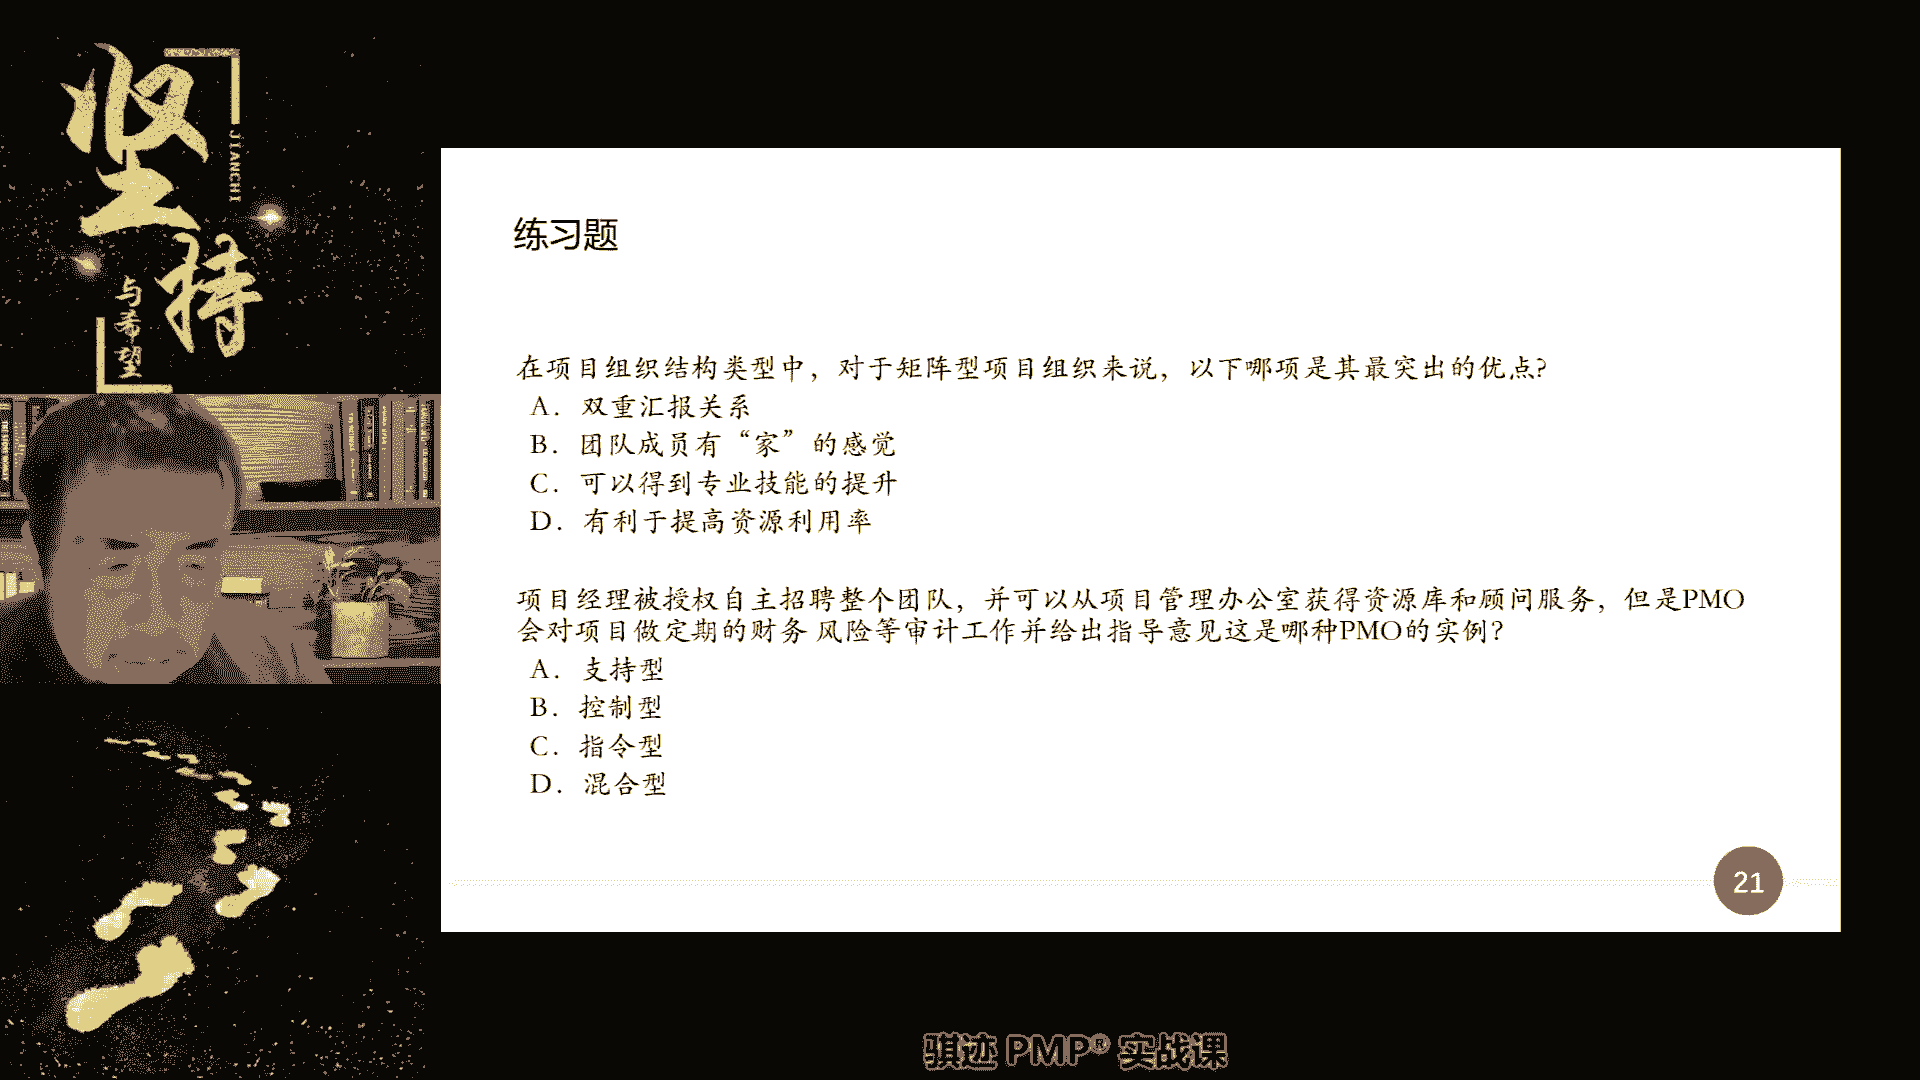 坚持
JIANCHI
与希望
练习题
在项目组织结构类型中，对于矩阵型项目组织来说，以下哪项是其最突出的优点?
A. 双重汇报关系
B. 团队成员有“家”的感觉
C. 可以得到专业技能的提升
D. 有利于提高资源利用率
项目经理被授权自主招聘整个团队，并可以从项目管理办公室获得资源库和顾问服务，但是PMO
会对项目做定期的财务 风险等审计工作并给出指导意见这是哪种PMO的实例?
A. 支持型
B. 控制型
C. 指令型
D. 混合型
21
骐迹 PMP® 实战课